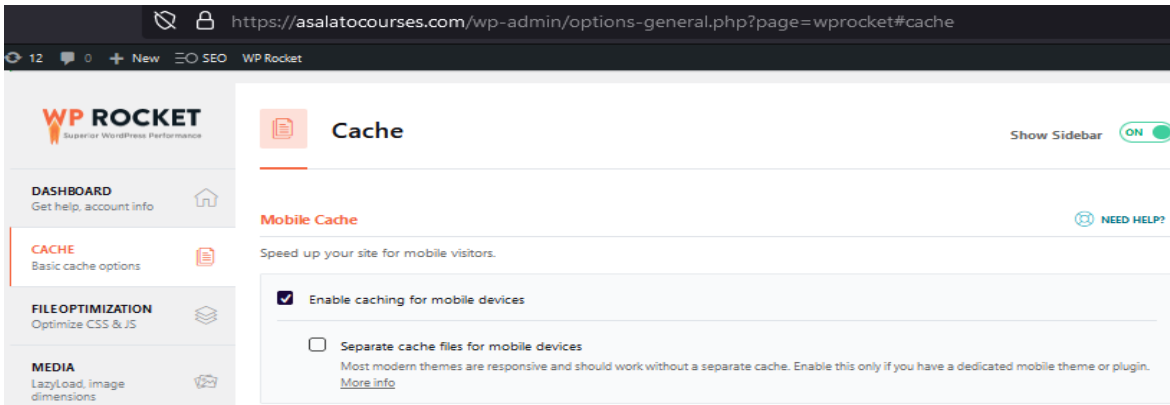 https://asalatocourses.com/wp-admin/options-general.php?page=wprocket#cache
12 0 New SEO WP Rocket
WP ROCKET
Superior WordPress Performance
Cache
Show Sidebar ON
DASHBOARD
Get help, account info
CACHE
Basic cache options
FILE OPTIMIZATION
Optimize CSS & JS
MEDIA
LazyLoad, image
dimensions
Mobile Cache
NEED HELP?
Speed up your site for mobile visitors.
Enable caching for mobile devices
Separate cache files for mobile devices
Most modern themes are responsive and should work without a separate cache. Enable this only if you have a dedicated mobile theme or plugin.
More info